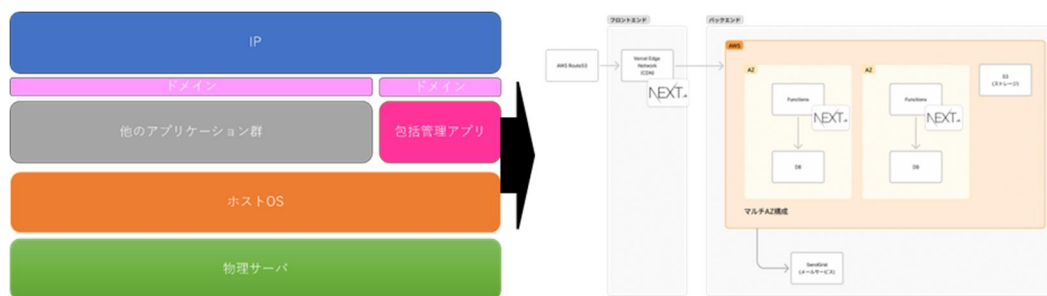 IP
ドメイン
ドメイン
他のアプリケーション群
包括管理アプリ
ホストOS
物理サーバ
フロントエンド
バックエンド
AWS Route53
Vercel Edge
Network
(CDN)
NEXT.JS
AWS
AZ
Functions
NEXT.JS
DB
AZ
Functions
NEXT.JS
DB
S3
(ストレージ)
マルチAZ構成
SendGrid
(メールサービス)